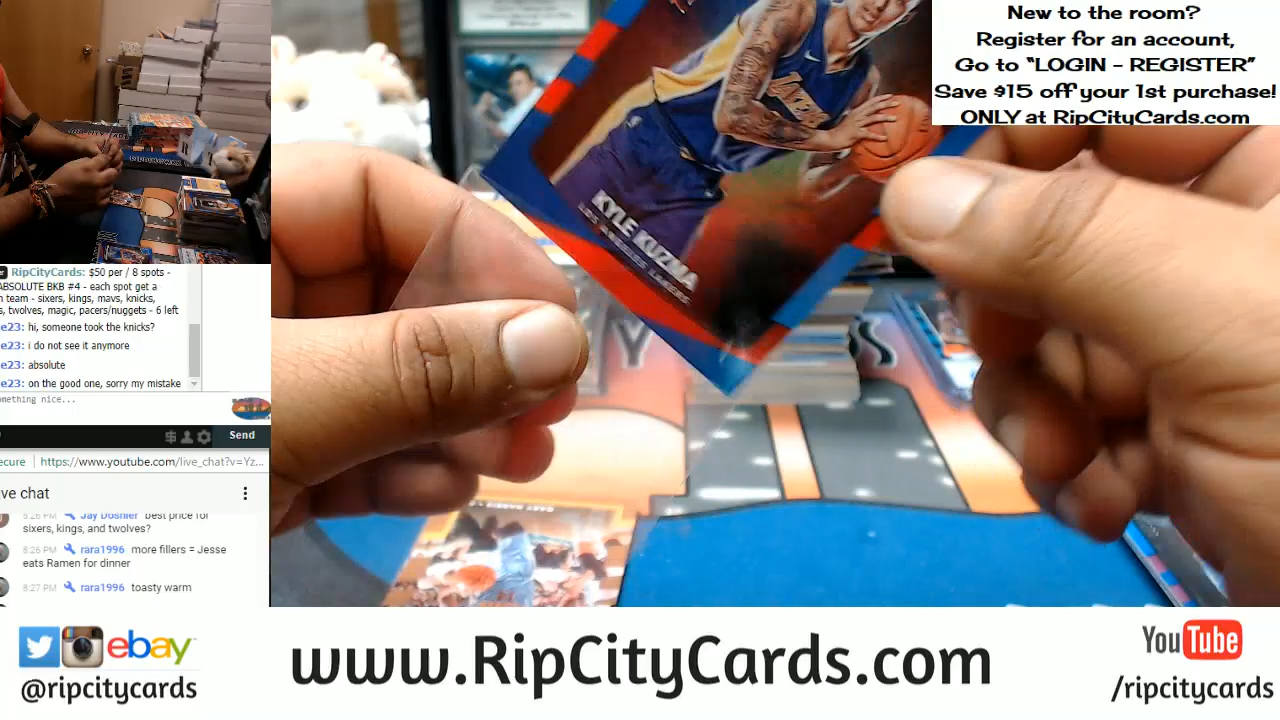 New to the room?
Register for an account,
Go to “LOGIN - REGISTER”
Save $15 off your 1st purchase!
ONLY at RipCityCards.com
KYLE KUZMA
LOS ANGELES LAKERS
RipCityCards: $50 per / 8 spots -
ABSOLUTE BKB #4 - each spot get a
team - sixers, kings, mavs, knicks,
twolves, magic, pacers/nuggets - 6 left
e23: hi, someone took the knicks?
e23: i do not see it anymore
e23: absolute
e23: on the good one, sorry my mistake
mething nice...
Send
ecure https://www.youtube.com/live_chat?v=Yz...
ve chat
8:26 PM Jay Doshier best price for
sixers, kings, and twolves?
8:26 PM rara1996 more fillers = Jesse
eats Ramen for dinner
8:27 PM rara1996 toasty warm
GARY HARRIS
ebay
@ripcitycards
www.RipCityCards.com
YouTube
/ripcitycards